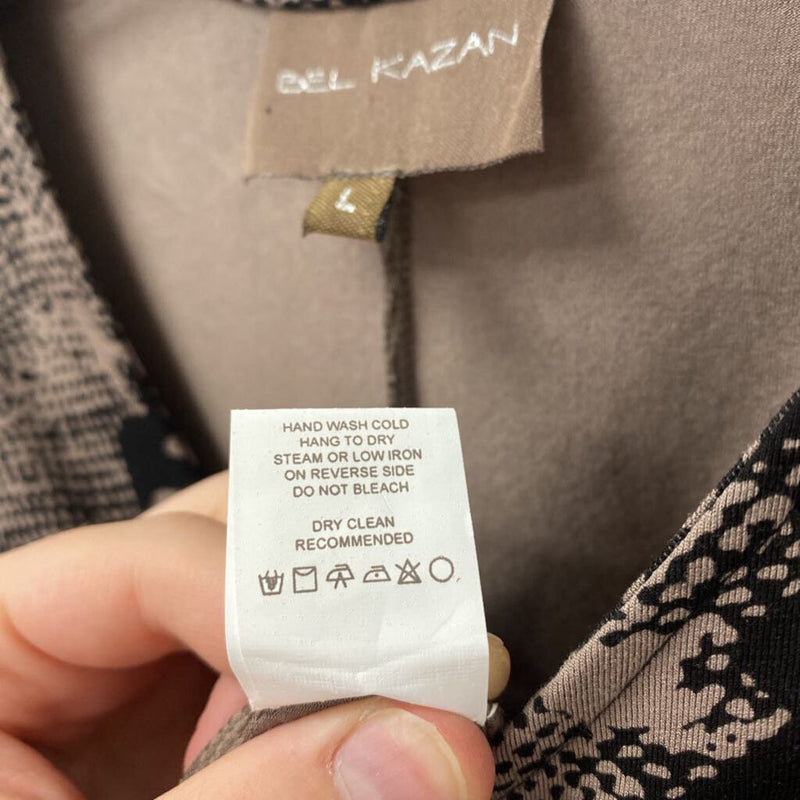 BEL KAZAN
L
HAND WASH COLD
HANG TO DRY
STEAM OR LOW IRON
ON REVERSE SIDE
DO NOT BLEACH
DRY CLEAN
RECOMMENDED